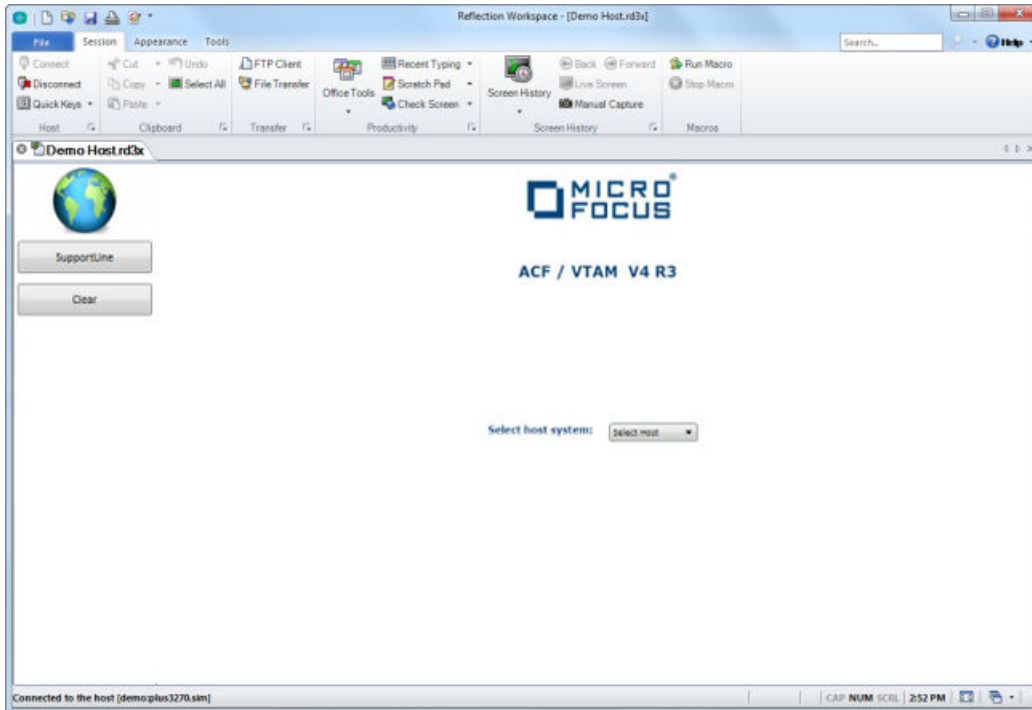 Reflection Workspace - [Demo Host.rd3x]
File Session Appearance Tools
Search... Help
Connect Cut Undo FTP Client Recent Typing Back Forward Run Macro
Disconnect Copy Select All File Transfer Office Tools Scratch Pad Screen History Live Screen Stop Macro
Quick Keys Paste Check Screen Manual Capture
Host Clipboard Transfer Productivity Screen History Macros
Demo Host.rd3x
MICRO
FOCUS®
SupportLine
ACF / VTAM V4 R3
Clear
Select host system: Select Host
Connected to the host [demo:plus3270.sim] CAP NUM SCRL 2:52 PM